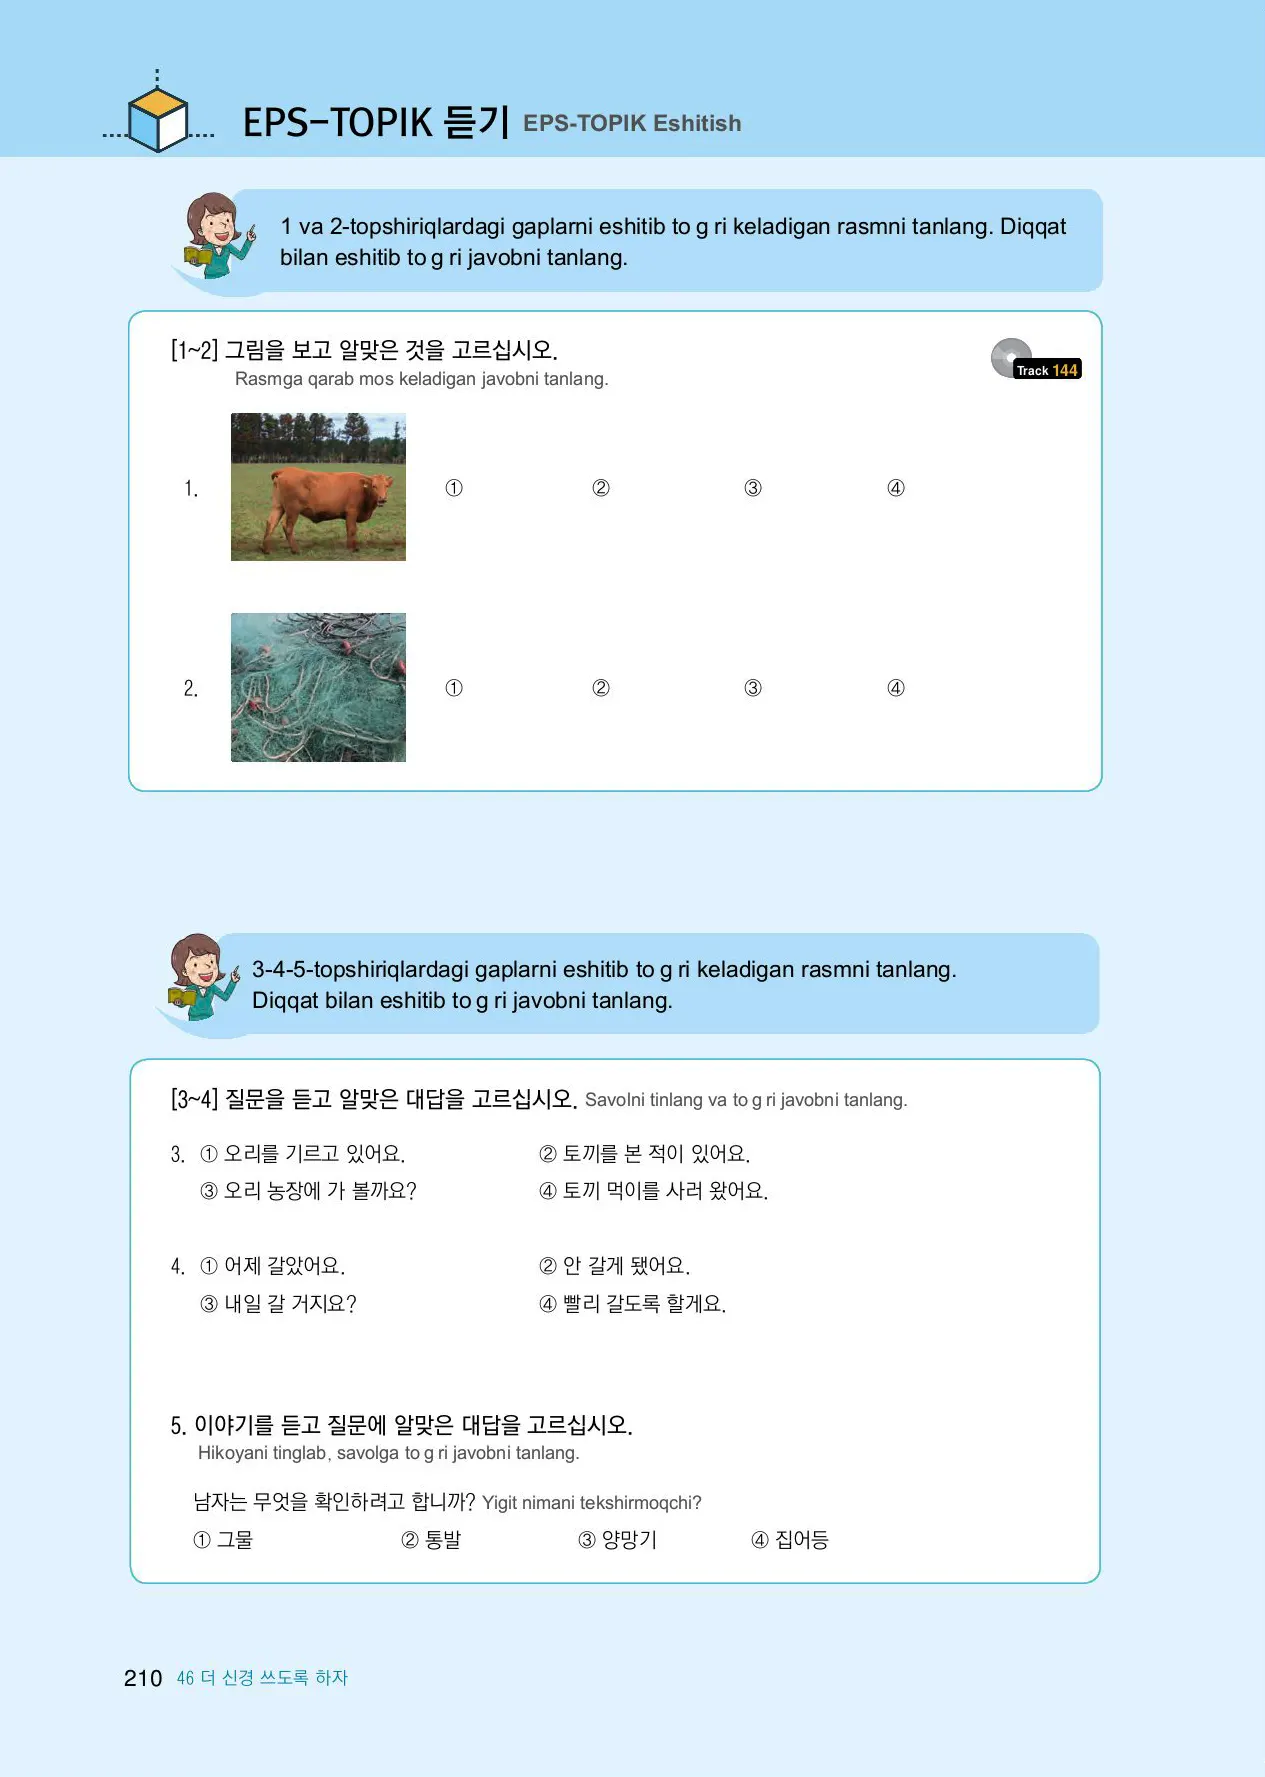 EPS-TOPIK 듣기 EPS-TOPIK Eshitish
1 va 2-topshiriqlardagi gaplarni eshitib to g ri keladigan rasmni tanlang. Diqqat
bilan eshitib to g ri javobni tanlang.
[1~2] 그림을 보고 알맞은 것을 고르십시오.
Rasmga qarab mos keladigan javobni tanlang.
Track 144
1. ① ② ③ ④
2. ① ② ③ ④
3-4-5-topshiriqlardagi gaplarni eshitib to g ri keladigan rasmni tanlang.
Diqqat bilan eshitib to g ri javobni tanlang.
[3~4] 질문을 듣고 알맞은 대답을 고르십시오. Savolni tinlang va to g ri javobni tanlang.
3. ① 오리를 기르고 있어요. ② 토끼를 본 적이 있어요.
③ 오리 농장에 가 볼까요? ④ 토끼 먹이를 사러 왔어요.
4. ① 어제 갈았어요. ② 안 갈게 됐어요.
③ 내일 갈 거지요? ④ 빨리 갈도록 할게요.
5. 이야기를 듣고 질문에 알맞은 대답을 고르십시오.
Hikoyani tinglab, savolga to g ri javobni tanlang.
남자는 무엇을 확인하려고 합니까? Yigit nimani tekshirmoqchi?
① 그물 ② 통발 ③ 양망기 ④ 집어등
210 46 더 신경 쓰도록 하자